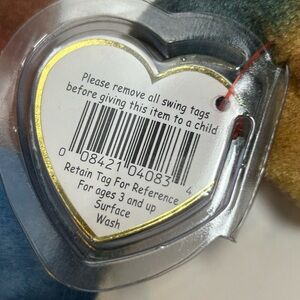 Please remove all swing tags
before giving this item to a child
0 08421 04083 4
Retain Tag For Reference
For ages 3 and up
Surface
Wash